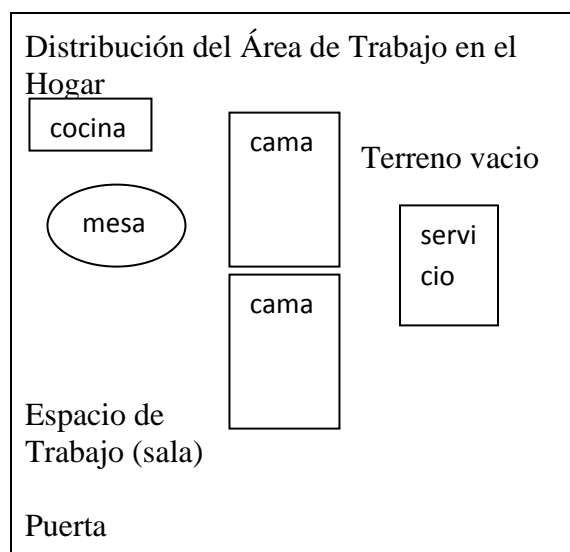 Distribución del Área de Trabajo en el
Hogar
cocina
cama
Terreno vacio
mesa
servi
cio
cama
Espacio de
Trabajo (sala)
Puerta